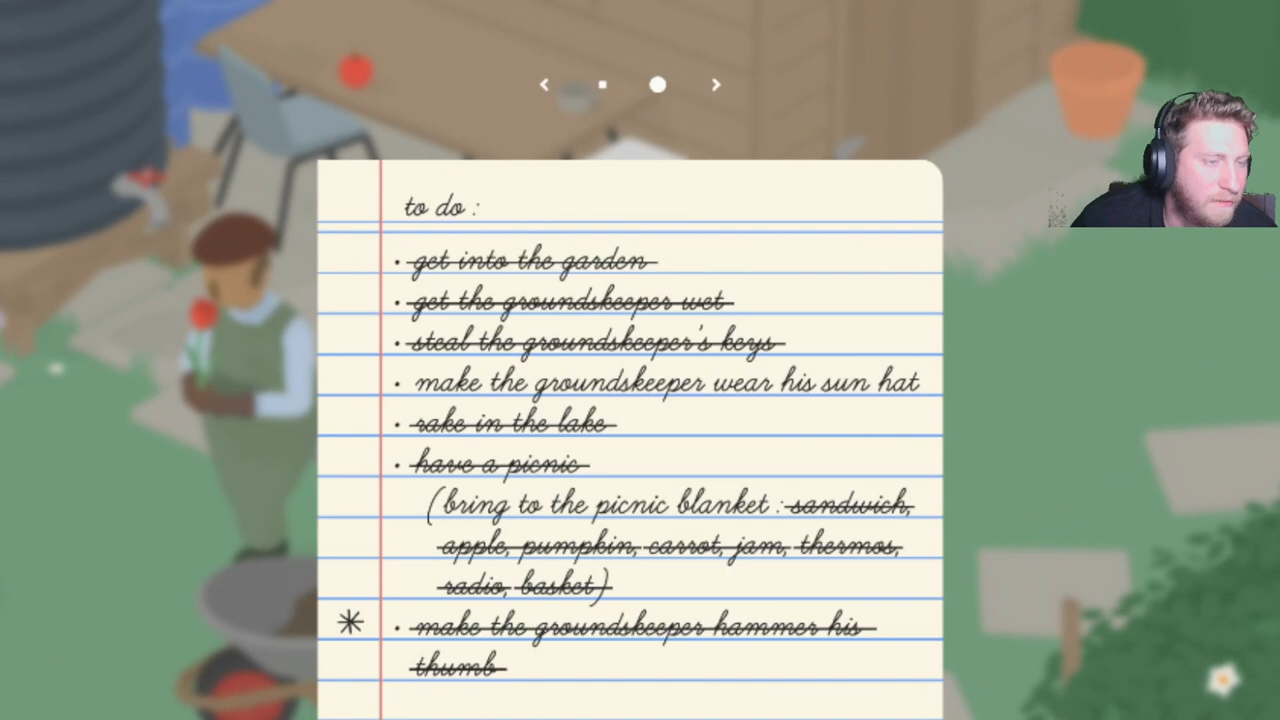 to do :
· get into the garden
· get the groundskeeper wet
· steal the groundskeeper's keys
· make the groundskeeper wear his sun hat
· rake in the lake
· have a picnic
(bring to the picnic blanket : sandwich,
apple, pumpkin, carrot, jam, thermos,
radio, basket)
· make the groundskeeper hammer his
thumb